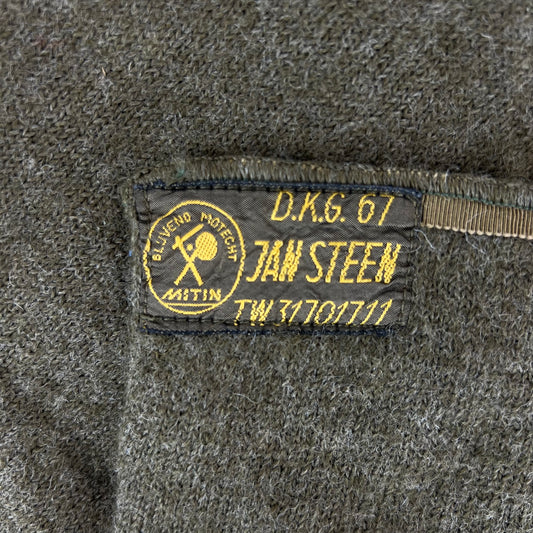 BLIJVEND MOTECHT
MITIN
D.K.G. 67
JAN STEEN
TW 31701711